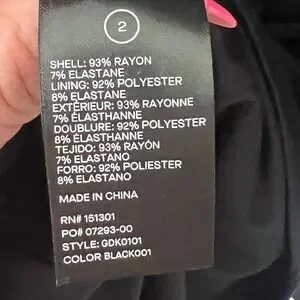 2
SHELL: 93% RAYON
7% ELASTANE
LINING: 92% POLYESTER
8% ELASTANE
EXTÉRIEUR: 93% RAYONNE
7% ÉLASTHANNE
DOUBLURE: 92% POLYESTER
8% ÉLASTHANNE
TEJIDO: 93% RAYÓN
7% ELASTANO
FORRO: 92% POLIESTER
8% ELASTANO
MADE IN CHINA
RN# 151301
PO# 07293-00
STYLE: GDK0101
COLOR BLACK001